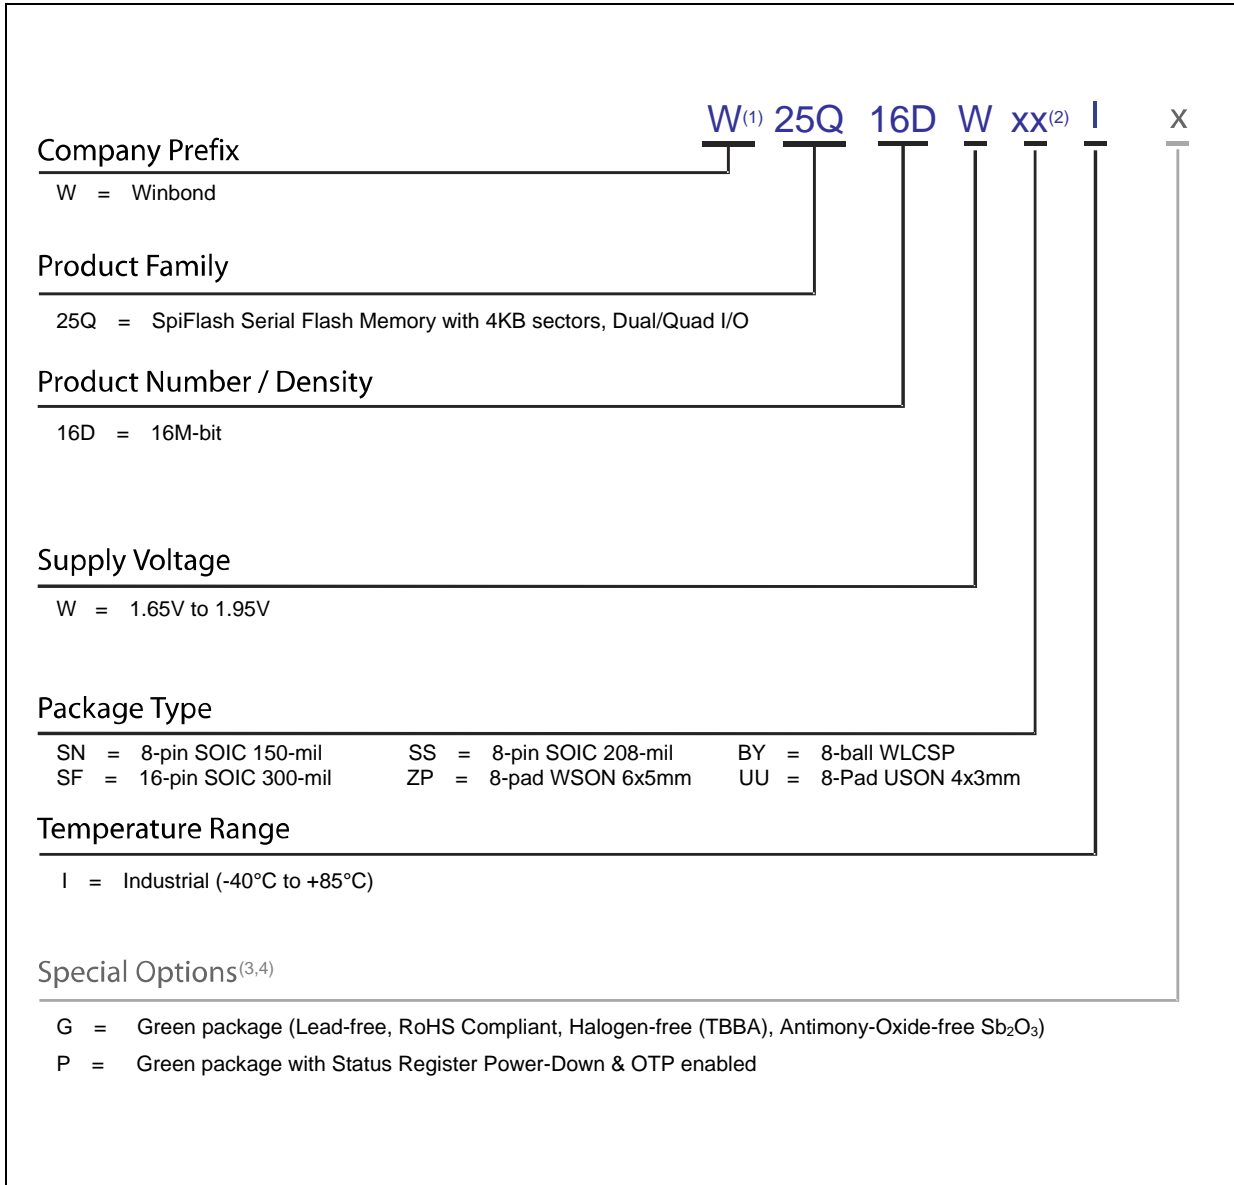 W(1) 25Q 16D W xx(2) I x
Company Prefix
W = Winbond
Product Family
25Q = SpiFlash Serial Flash Memory with 4KB sectors, Dual/Quad I/O
Product Number / Density
16D = 16M-bit
Supply Voltage
W = 1.65V to 1.95V
Package Type
SN = 8-pin SOIC 150-mil SS = 8-pin SOIC 208-mil BY = 8-ball WLCSP
SF = 16-pin SOIC 300-mil ZP = 8-pad WSON 6x5mm UU = 8-Pad USON 4x3mm
Temperature Range
I = Industrial (-40°C to +85°C)
Special Options(3,4)
G = Green package (Lead-free, RoHS Compliant, Halogen-free (TBBA), Antimony-Oxide-free Sb₂O₃)
P = Green package with Status Register Power-Down & OTP enabled